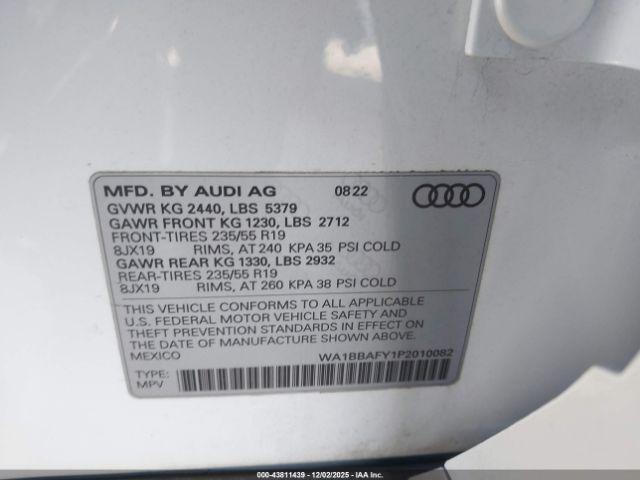 MFD. BY AUDI AG 08 22
GVWR KG 2440, LBS 5379
GAWR FRONT KG 1230, LBS 2712
FRONT-TIRES 235/55 R19
8JX19 RIMS, AT 240 KPA 35 PSI COLD
GAWR REAR KG 1330, LBS 2932
REAR-TIRES 235/55 R19
8JX19 RIMS, AT 260 KPA 38 PSI COLD
THIS VEHICLE CONFORMS TO ALL APPLICABLE
U.S. FEDERAL MOTOR VEHICLE SAFETY AND
THEFT PREVENTION STANDARDS IN EFFECT ON
THE DATE OF MANUFACTURE SHOWN ABOVE
MEXICO WA1BBAFY1P2010082
TYPE:
MPV
000-43811439 - 12/02/2025 - IAA Inc.